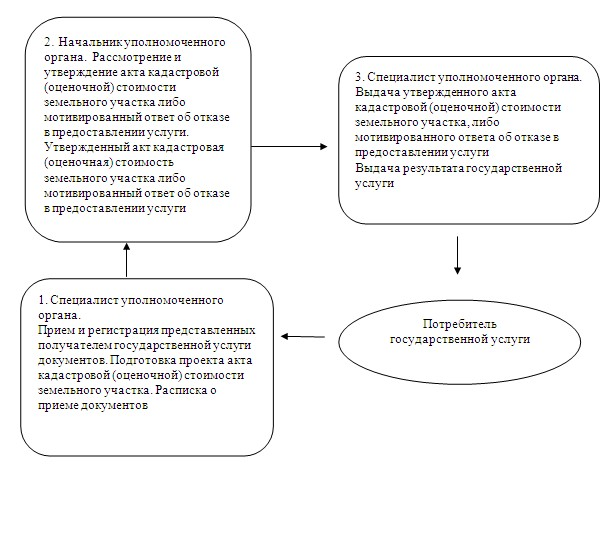 2. Начальник уполномоченного
органа. Рассмотрение и
утверждение акта кадастровой
(оценочной) стоимости
земельного участка либо
мотивированный ответ об отказе
в предоставлении услуги.
Утвержденный акт кадастровая
(оценочная) стоимость
земельного участка либо
мотивированный ответ об отказе
в предоставлении услуги
3. Специалист уполномоченного органа.
Выдача утвержденного акта
кадастровой (оценочной) стоимости
земельного участка, либо
мотивированного ответа об отказе в
предоставлении услуги
Выдача результата государственной
услуги
1. Специалист уполномоченного
органа.
Прием и регистрация представленных
получателем государственной услуги
документов. Подготовка проекта акта
кадастровой (оценочной) стоимости
земельного участка. Расписка о
приеме документов
Потребитель
государственной услуги